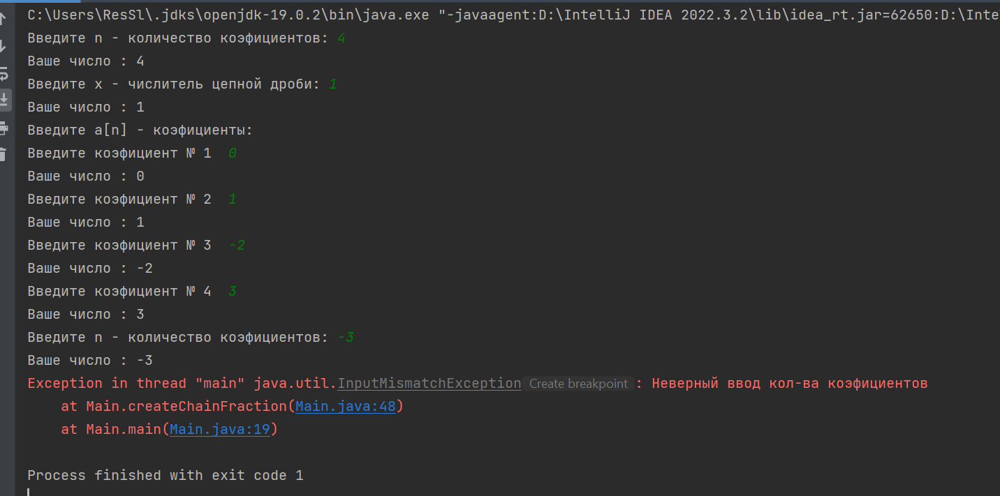 C:\Users\ResSl\.jdks\openjdk-19.0.2\bin\java.exe "-javaagent:D:\IntelliJ IDEA 2022.3.2\lib\idea_rt.jar=62650:D:\Inte
Введите n - количество коэфициентов: 4
Ваше число : 4
Введите x - числитель цепной дроби: 1
Ваше число : 1
Введите a[n] - коэфициенты:
Введите коэфициент № 1  0
Ваше число : 0
Введите коэфициент № 2  1
Ваше число : 1
Введите коэфициент № 3  -2
Ваше число : -2
Введите коэфициент № 4  3
Ваше число : 3
Введите n - количество коэфициентов: -3
Ваше число : -3
Exception in thread "main" java.util.InputMismatchException Create breakpoint : Неверный ввод кол-ва коэфициентов
at Main.createChainFraction(Main.java:48)
at Main.main(Main.java:19)
Process finished with exit code 1